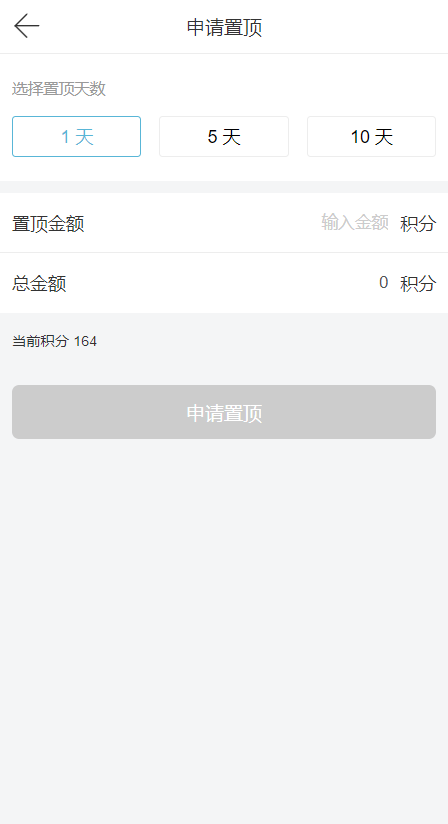 申请置顶
选择置顶天数
1 天 5 天 10 天
置顶金额 输入金额 积分
总金额 0 积分
当前积分 164
申请置顶